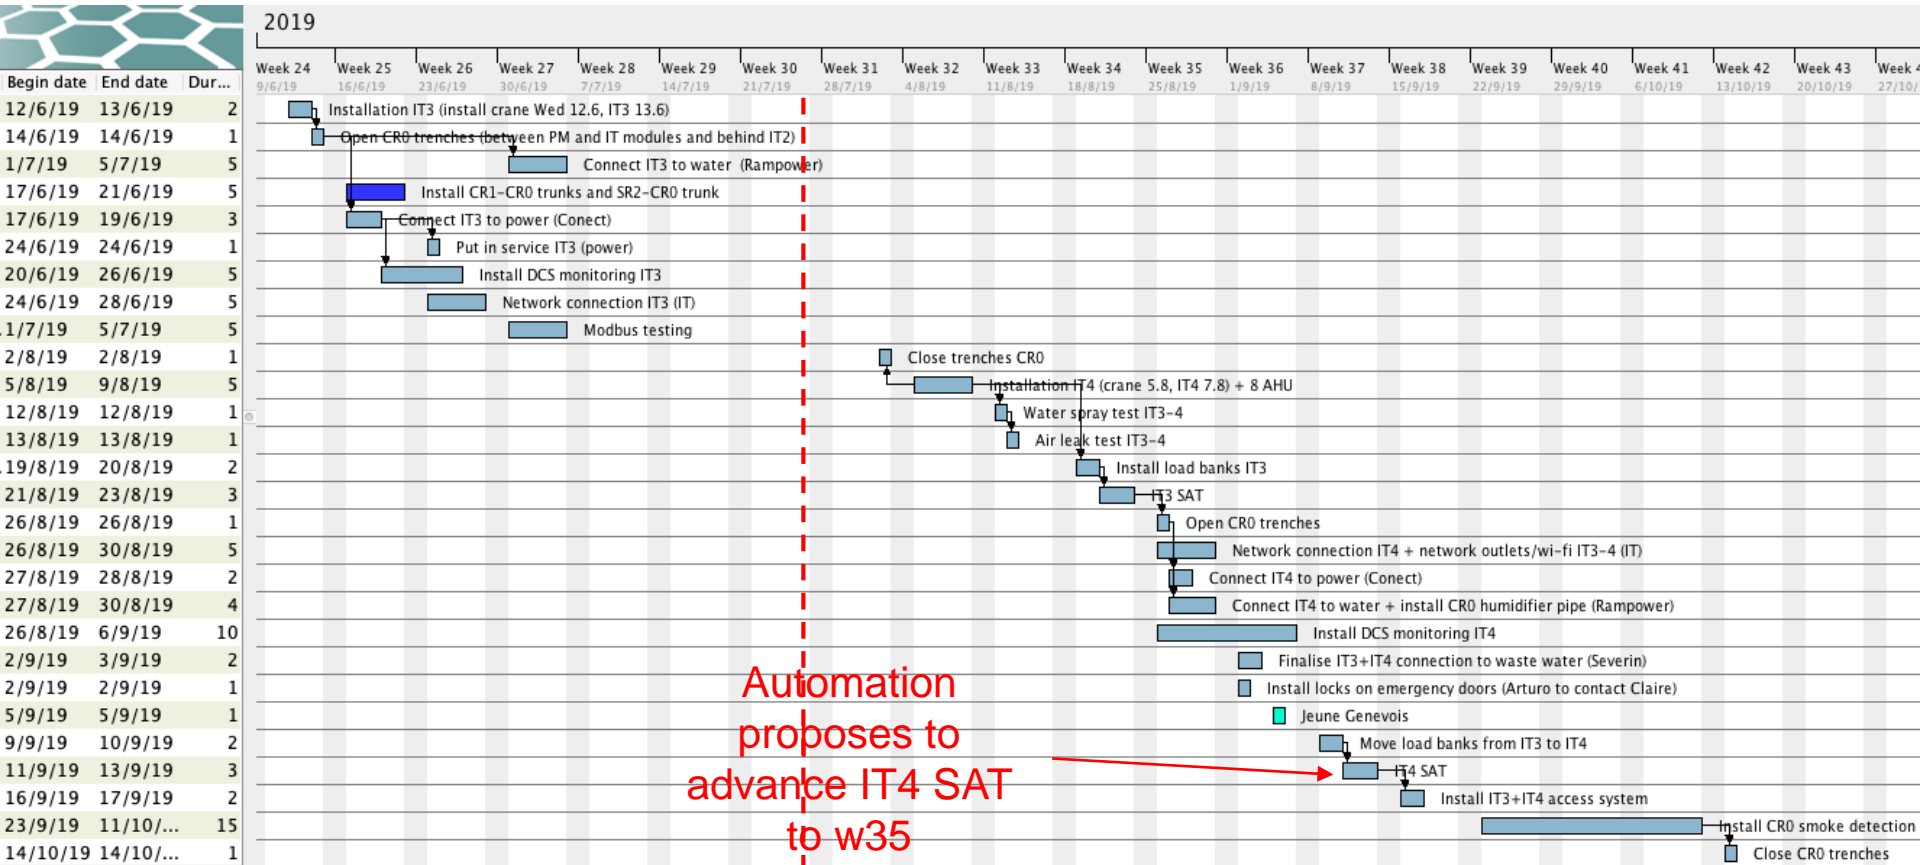 2019
Week 24 Week 25 Week 26 Week 27 Week 28 Week 29 Week 30 Week 31 Week 32 Week 33 Week 34 Week 35 Week 36 Week 37 Week 38 Week 39 Week 40 Week 41 Week 42 Week 43 Week
Begin date End date Dur... 9/6/19 16/6/19 23/6/19 30/6/19 7/7/19 14/7/19 21/7/19 28/7/19 4/8/19 11/8/19 18/8/19 25/8/19 1/9/19 8/9/19 15/9/19 22/9/19 29/9/19 6/10/19 13/10/19 20/10/19 27/10/
12/6/19 13/6/19 2 Installation IT3 (install crane Wed 12.6, IT3 13.6)
14/6/19 14/6/19 1 Open CR0 trenches (between PM and IT modules and behind IT2)
1/7/19 5/7/19 5 Connect IT3 to water (Rampower)
17/6/19 21/6/19 5 Install CR1-CR0 trunks and SR2-CR0 trunk
17/6/19 19/6/19 3 Connect IT3 to power (Conect)
24/6/19 24/6/19 1 Put in service IT3 (power)
20/6/19 26/6/19 5 Install DCS monitoring IT3
24/6/19 28/6/19 5 Network connection IT3 (IT)
1/7/19 5/7/19 5 Modbus testing
2/8/19 2/8/19 1 Close trenches CR0
5/8/19 9/8/19 5 Installation IT4 (crane 5.8, IT4 7.8) + 8 AHU
12/8/19 12/8/19 1 Water spray test IT3-4
13/8/19 13/8/19 1 Air leak test IT3-4
19/8/19 20/8/19 2 Install load banks IT3
21/8/19 23/8/19 3 IT3 SAT
26/8/19 26/8/19 1 Open CR0 trenches
26/8/19 30/8/19 5 Network connection IT4 + network outlets/wi-fi IT3-4 (IT)
27/8/19 28/8/19 2 Connect IT4 to power (Conect)
27/8/19 30/8/19 4 Connect IT4 to water + install CR0 humidifier pipe (Rampower)
26/8/19 6/9/19 10 Install DCS monitoring IT4
2/9/19 3/9/19 2 Finalise IT3+IT4 connection to waste water (Severin)
2/9/19 2/9/19 1 Install locks on emergency doors (Arturo to contact Claire)
5/9/19 5/9/19 1 Jeune Genevois
9/9/19 10/9/19 2 Move load banks from IT3 to IT4
11/9/19 13/9/19 3 IT4 SAT
16/9/19 17/9/19 2 Install IT3+IT4 access system
23/9/19 11/10/... 15 Install CR0 smoke detection
14/10/19 14/10/... 1 Close CR0 trenches
Automation
proposes to
advance IT4 SAT
to w35